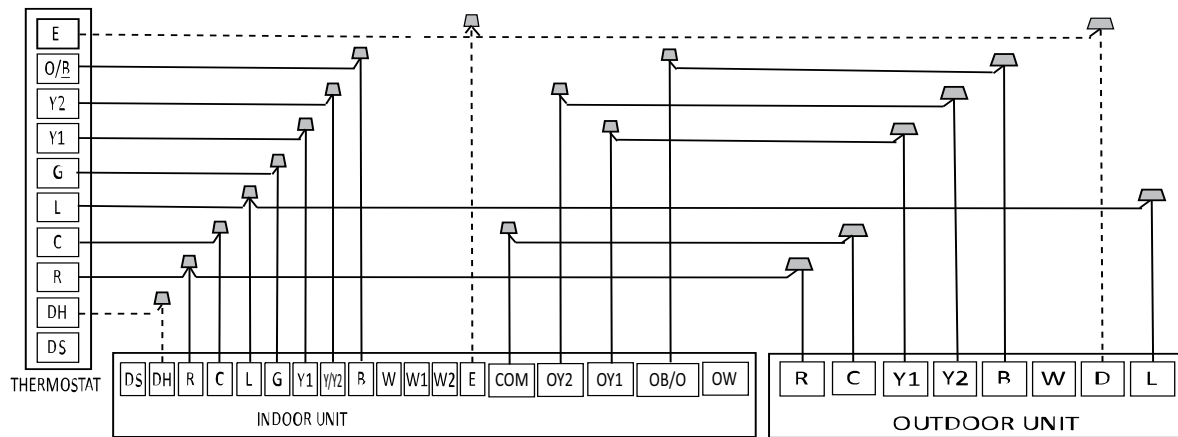 E
O/B
Y2
Y1
G
L
C
R
DH
DS
THERMOSTAT
DS DH R C L G Y1 Y/Y2 B W W1 W2 E COM OY2 OY1 OB/O OW
INDOOR UNIT
R C Y1 Y2 B W D L
OUTDOOR UNIT